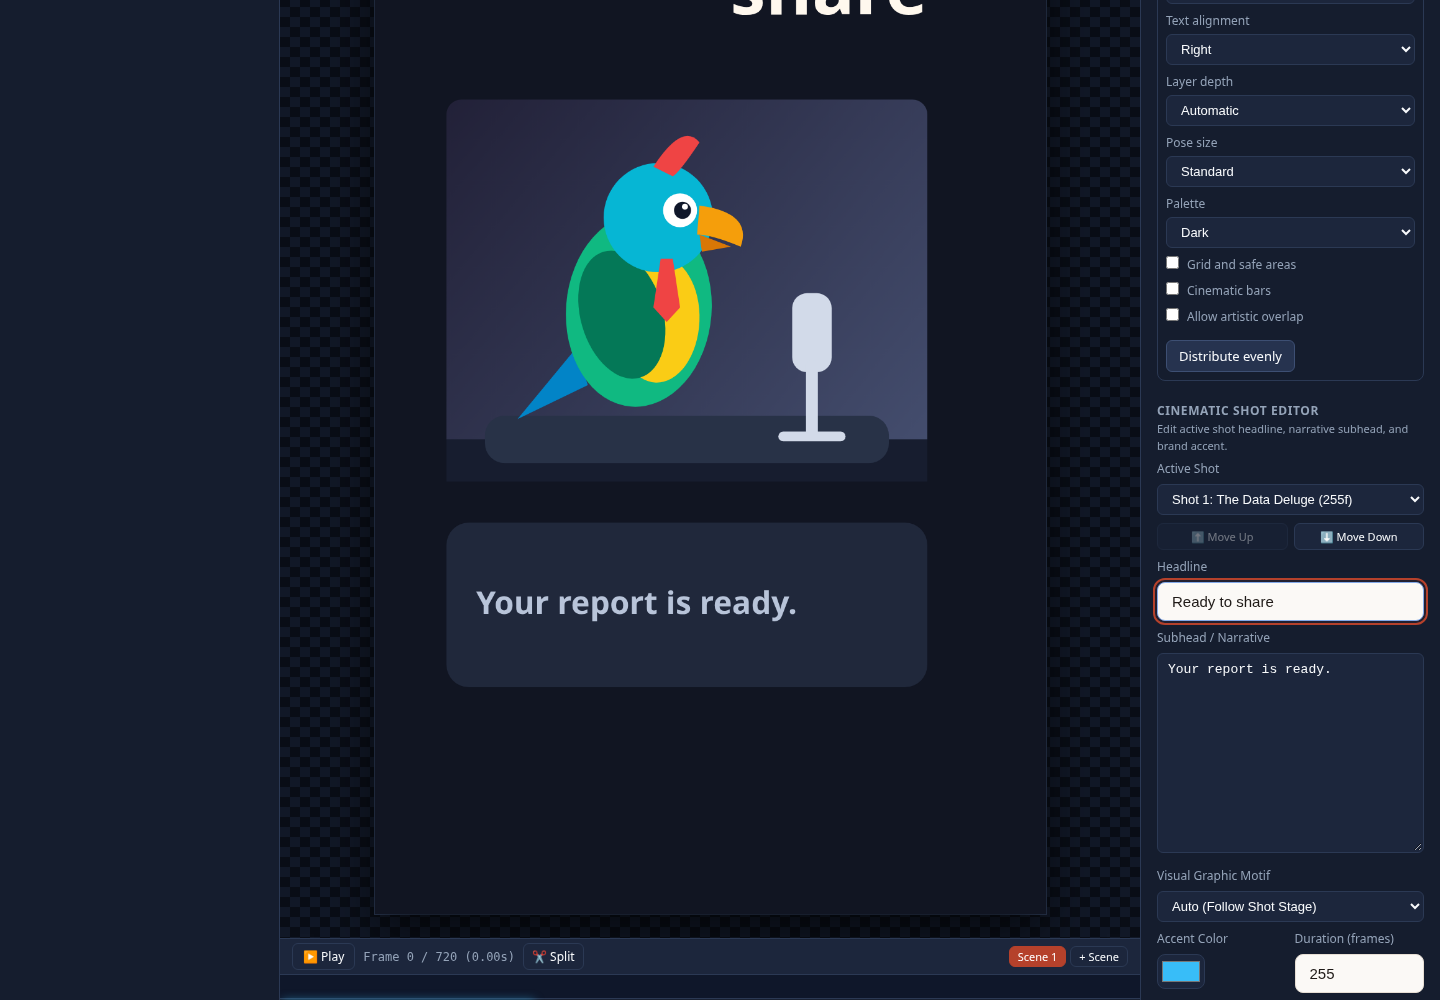 share
Text alignment
Right
Layer depth
Automatic
Pose size
Standard
Palette
Dark
Grid and safe areas
Cinematic bars
Allow artistic overlap
Distribute evenly
CINEMATIC SHOT EDITOR
Edit active shot headline, narrative subhead, and
brand accent.
Active Shot
Shot 1: The Data Deluge (255f)
⬆️ Move Up
⬇️ Move Down
Headline
Ready to share
Subhead / Narrative
Your report is ready.
Your report is ready.
Visual Graphic Motif
Auto (Follow Shot Stage)
Accent Color
Duration (frames)
255
▶️ Play
Frame 0 / 720 (0.00s)
✂️ Split
Scene 1
+ Scene